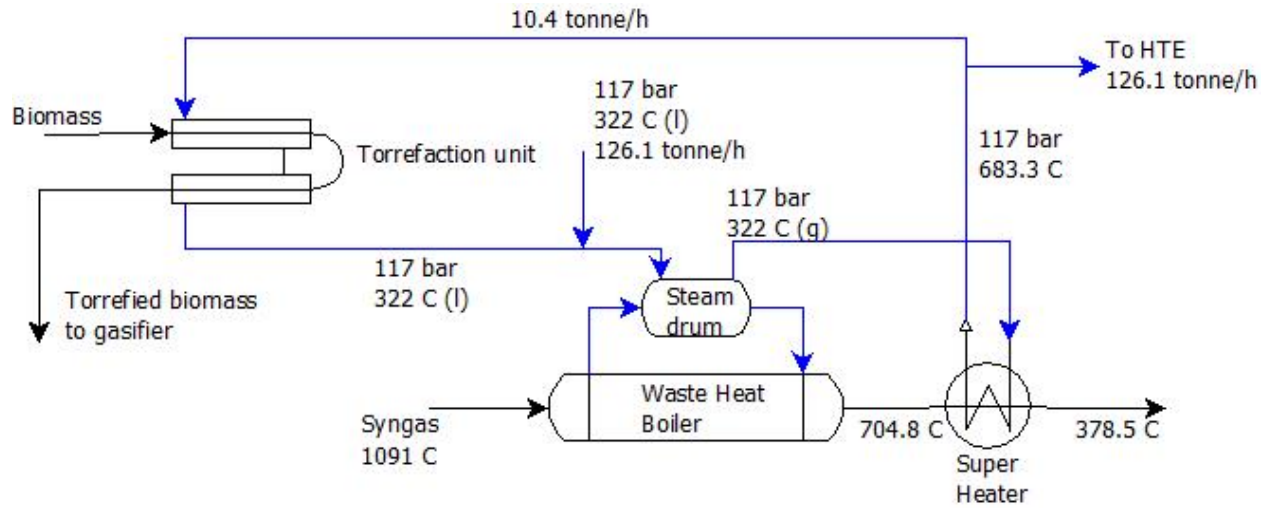 10.4 tonne/h
To HTE
126.1 tonne/h
117 bar
322 C (l)
126.1 tonne/h
Biomass
Torrefaction unit
117 bar
683.3 C
117 bar
322 C (g)
117 bar
322 C (l)
Torrefied biomass
to gasifier
Steam
drum
Waste Heat
Boiler
Syngas
1091 C
704.8 C
378.5 C
Super
Heater